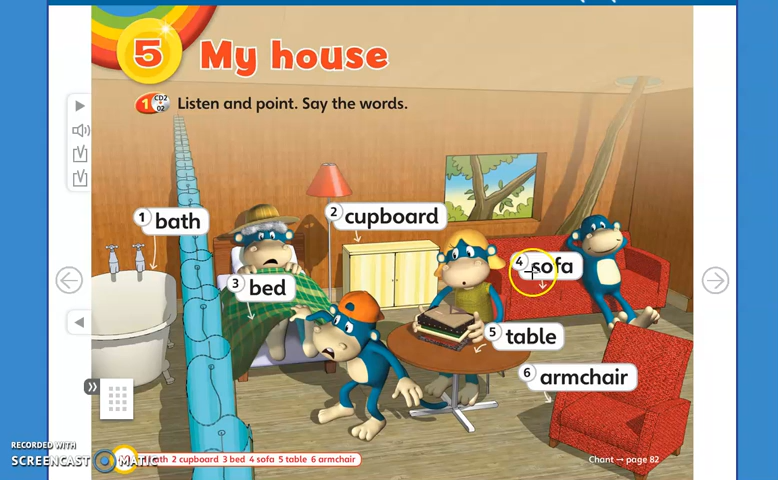 5 My house
1 CD2 02 Listen and point. Say the words.
2 cupboard
1 bath
4 sofa
3 bed
5 table
6 armchair
RECORDED WITH
SCREENCAST MATIC
bath 2 cupboard 3 bed 4 sofa 5 table 6 armchair
Chant → page 82